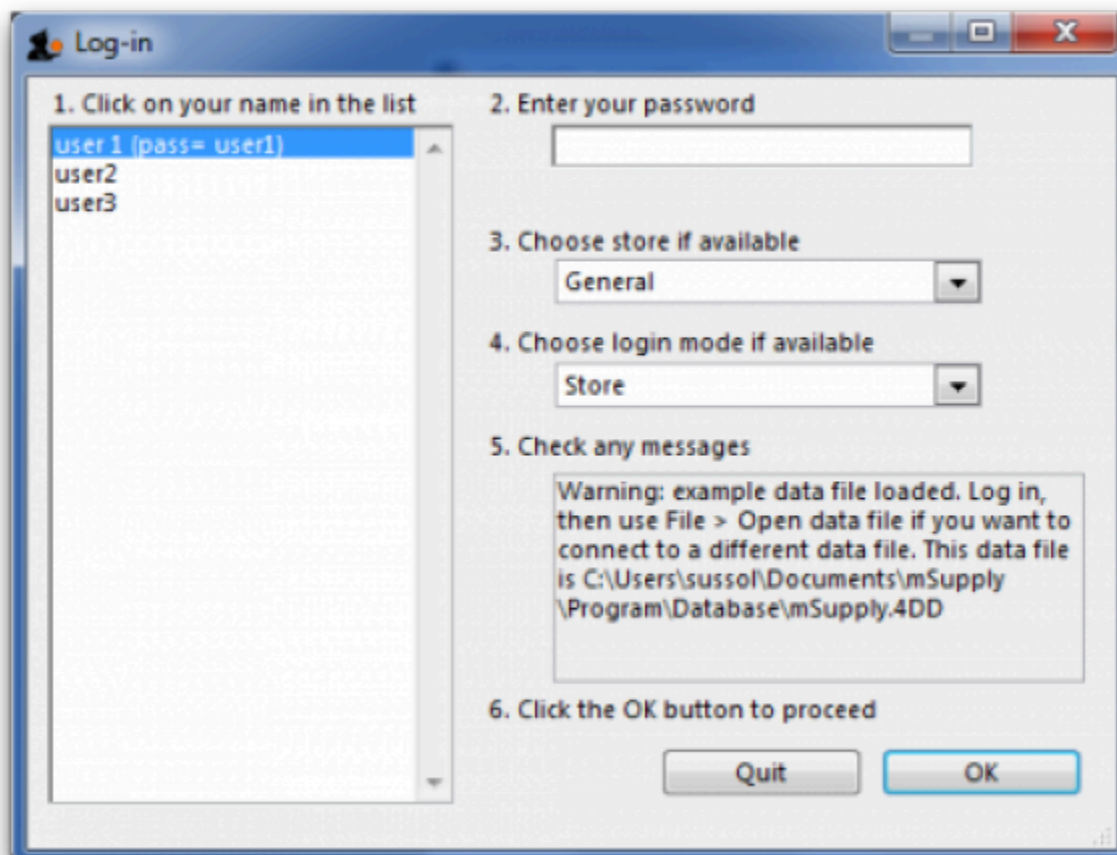 Log-in
1. Click on your name in the list
user 1 (pass= user1)
user2
user3
2. Enter your password
3. Choose store if available
General
4. Choose login mode if available
Store
5. Check any messages
Warning: example data file loaded. Log in,
then use File > Open data file if you want to
connect to a different data file. This data file
is C:\Users\sussol\Documents\mSupply
\Program\Database\mSupply.4DD
6. Click the OK button to proceed
Quit
OK